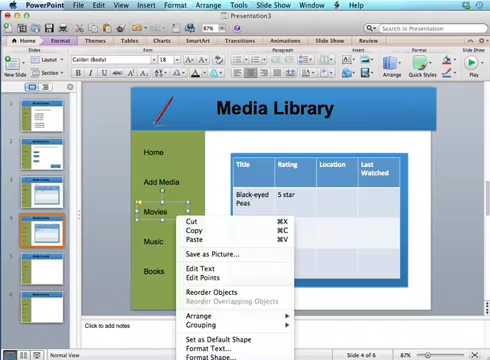 PowerPoint File Edit View Insert Format Arrange Tools Slide Show Window Help
Presentation3
87%
Search in Presentation
Home Format Themes Tables Charts SmartArt Transitions Animations Slide Show Review
Slides Font Paragraph Insert Format
New Slide Layout Section Calibri (Body) 18 Arrange Quick Styles
Media Library
Home
Add Media
Movies
Music
Books
Title Rating Location Last Watched
Black-eyed Peas 5 star
Cut ⌘X
Copy ⌘C
Paste ⌘V
Save as Picture...
Edit Text
Edit Points
Reorder Objects
Reorder Overlapping Objects
Arrange
Grouping
Set as Default Shape
Format Text...
Format Shape...
Click to add notes
Normal View Slide 4 of 6 87%